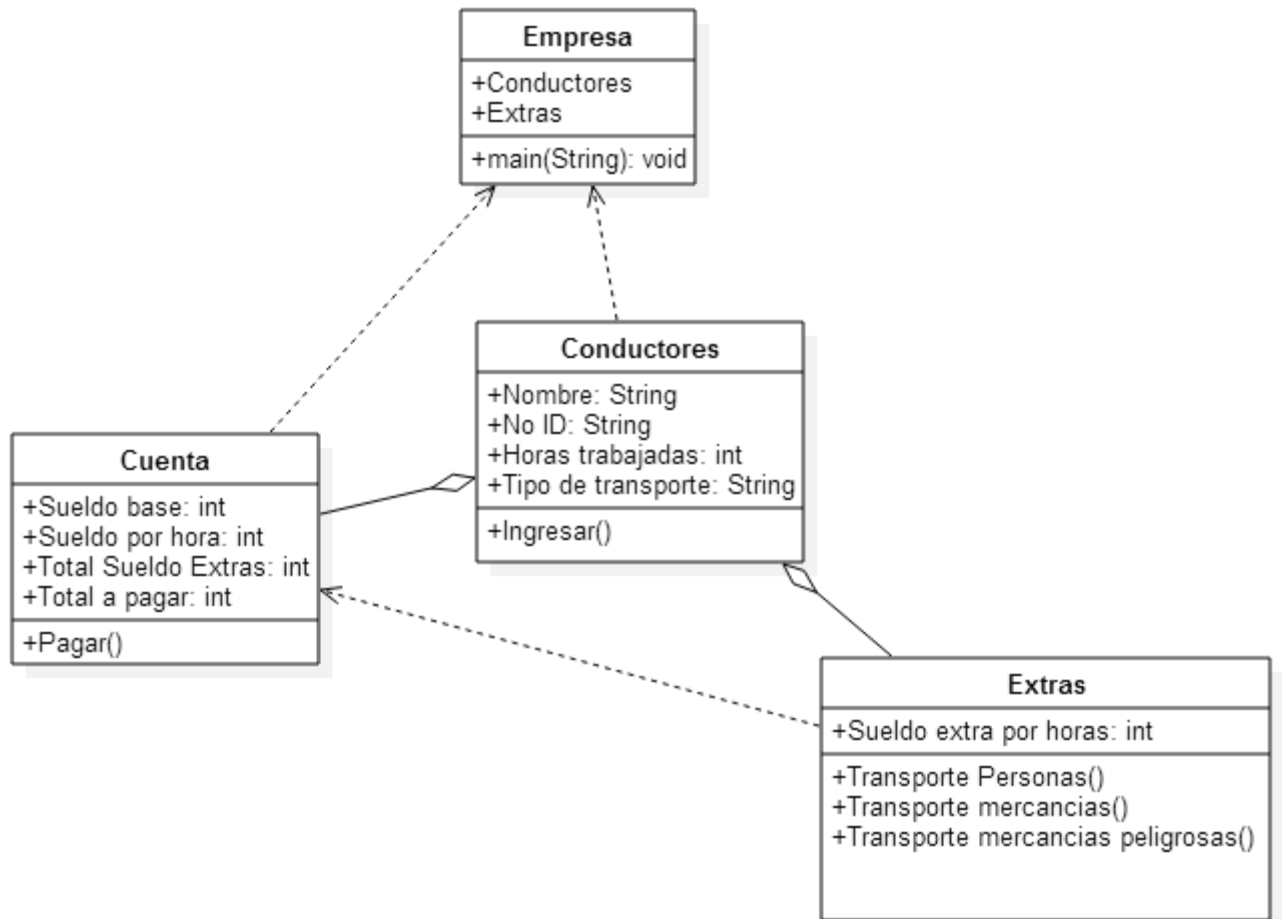 Empresa
+Conductores
+Extras
+main(String): void
Conductores
+Nombre: String
+No ID: String
+Horas trabajadas: int
+Tipo de transporte: String
+Ingresar()
Cuenta
+Sueldo base: int
+Sueldo por hora: int
+Total Sueldo Extras: int
+Total a pagar: int
+Pagar()
Extras
+Sueldo extra por horas: int
+Transporte Personas()
+Transporte mercancias()
+Transporte mercancias peligrosas()